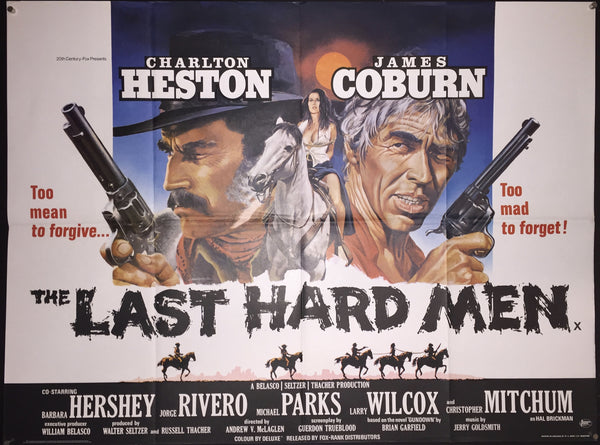 20th Century-Fox Presents
CHARLTON
HESTON
JAMES
COBURN
Too
mean
to forgive...
Too
mad
to forget!
THE LAST HARD MEN X
A BELASCO | SELTZER | THACHER PRODUCTION
CO-STARRING
BARBARA HERSHEY JORGE RIVERO MICHAEL PARKS LARRY WILCOX AND CHRISTOPHER MITCHUM
executive producer
WILLIAM BELASCO
produced by
WALTER SELTZER and RUSSELL THACHER
directed by
ANDREW V. McLAGLEN
screenplay by
GUERDON TRUEBLOOD
based on the novel 'GUNDOWN' by
BRIAN GARFIELD
music by
JERRY GOLDSMITH
as HAL BRICKMAN
COLOUR BY DELUXE RELEASED BY FOX-RANK DISTRIBUTORS